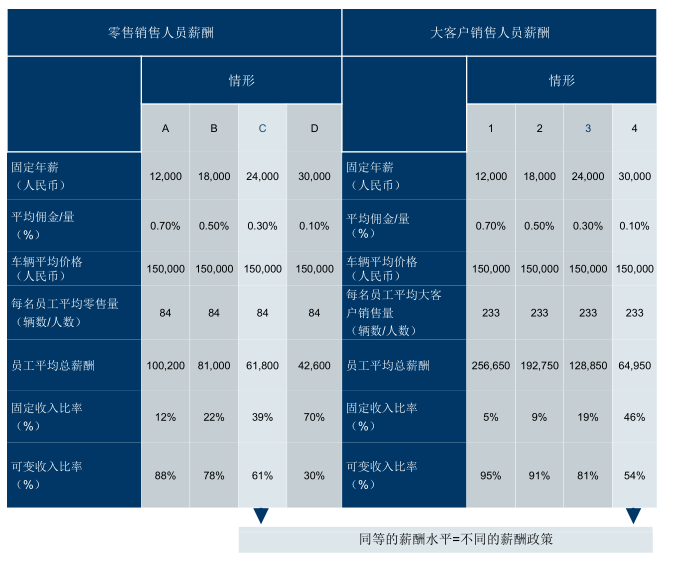 零售销售人员薪酬 大客户销售人员薪酬
情形 情形
A B C D 1 2 3 4
固定年薪
（人民币）
12,000 18,000 24,000 30,000
固定年薪
（人民币）
12,000 18,000 24,000 30,000
平均佣金/量
（%）
0.70% 0.50% 0.30% 0.10%
平均佣金/量
（%）
0.70% 0.50% 0.30% 0.10%
车辆平均价格
（人民币）
150,000 150,000 150,000 150,000
车辆平均价格
（人民币）
150,000 150,000 150,000 150,000
每名员工平均零售量
（辆数/人数）
84 84 84 84
每名员工平均大客
户销售量
（辆数/人数）
233 233 233 233
员工平均总薪酬 100,200 81,000 61,800 42,600
员工平均总薪酬 256,650 192,750 128,850 64,950
固定收入比率
（%）
12% 22% 39% 70%
固定收入比率
（%）
5% 9% 19% 46%
可变收入比率
（%）
88% 78% 61% 30%
可变收入比率
（%）
95% 91% 81% 54%
同等的薪酬水平=不同的薪酬政策